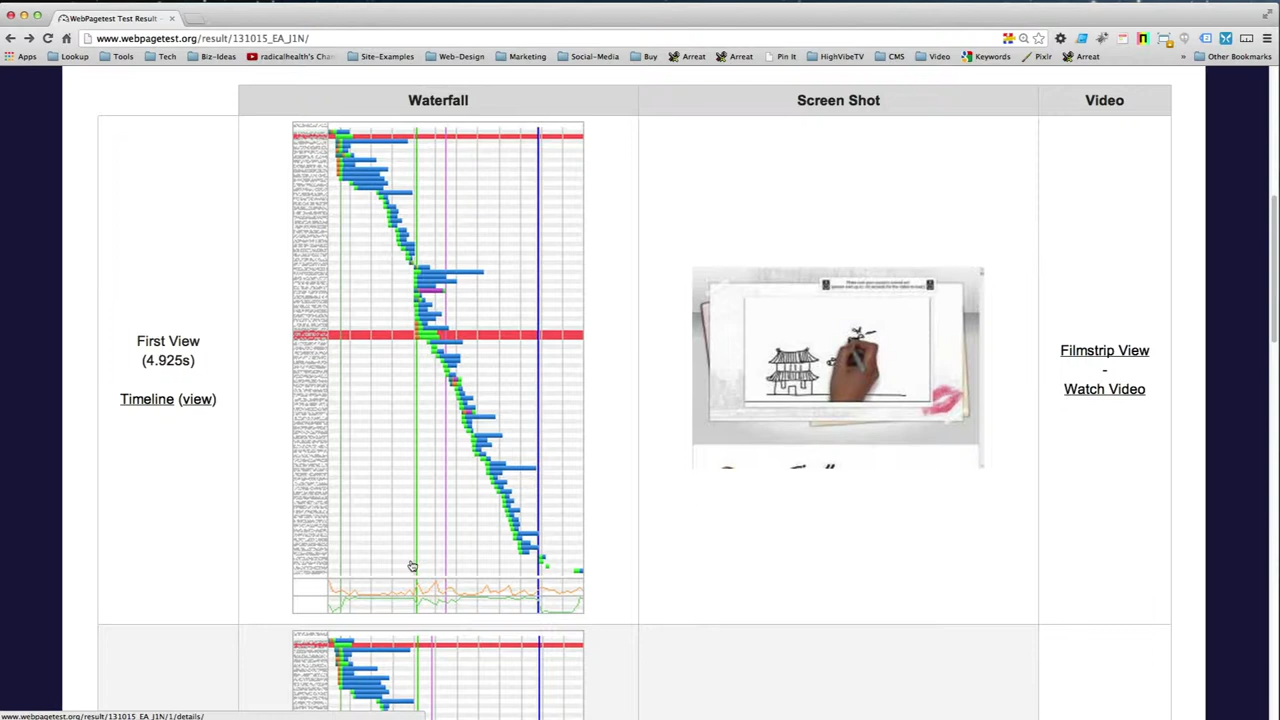 WebPagetest Test Result -
www.webpagetest.org/result/131015_EA_J1N/
Apps Lookup Tools Tech Biz-Ideas radicalhealth's Chan Site-Examples Web-Design Marketing Social-Media Buy Arreat Arreat Pin It HighVibeTV CMS Video Keywords Pixlr Arreat » Other Bookmarks
Waterfall Screen Shot Video
First View
(4.925s)
Timeline (view)
Filmstrip View
-
Watch Video
www.webpagetest.org/result/131015_EA_J1N/1/details/